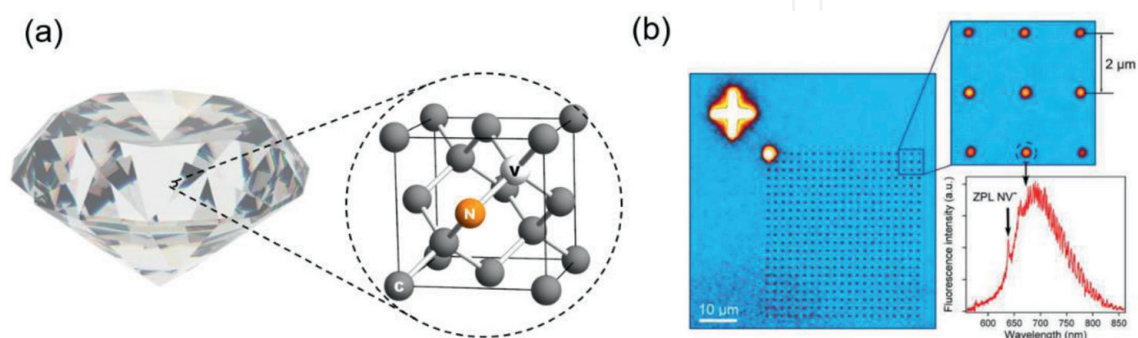 (a)
V
N
C
(b)
10 µm
2 µm
ZPL NV⁻
Fluorescence intensity (a.u.)
600 650 700 750 800 850
Wavelength (nm)